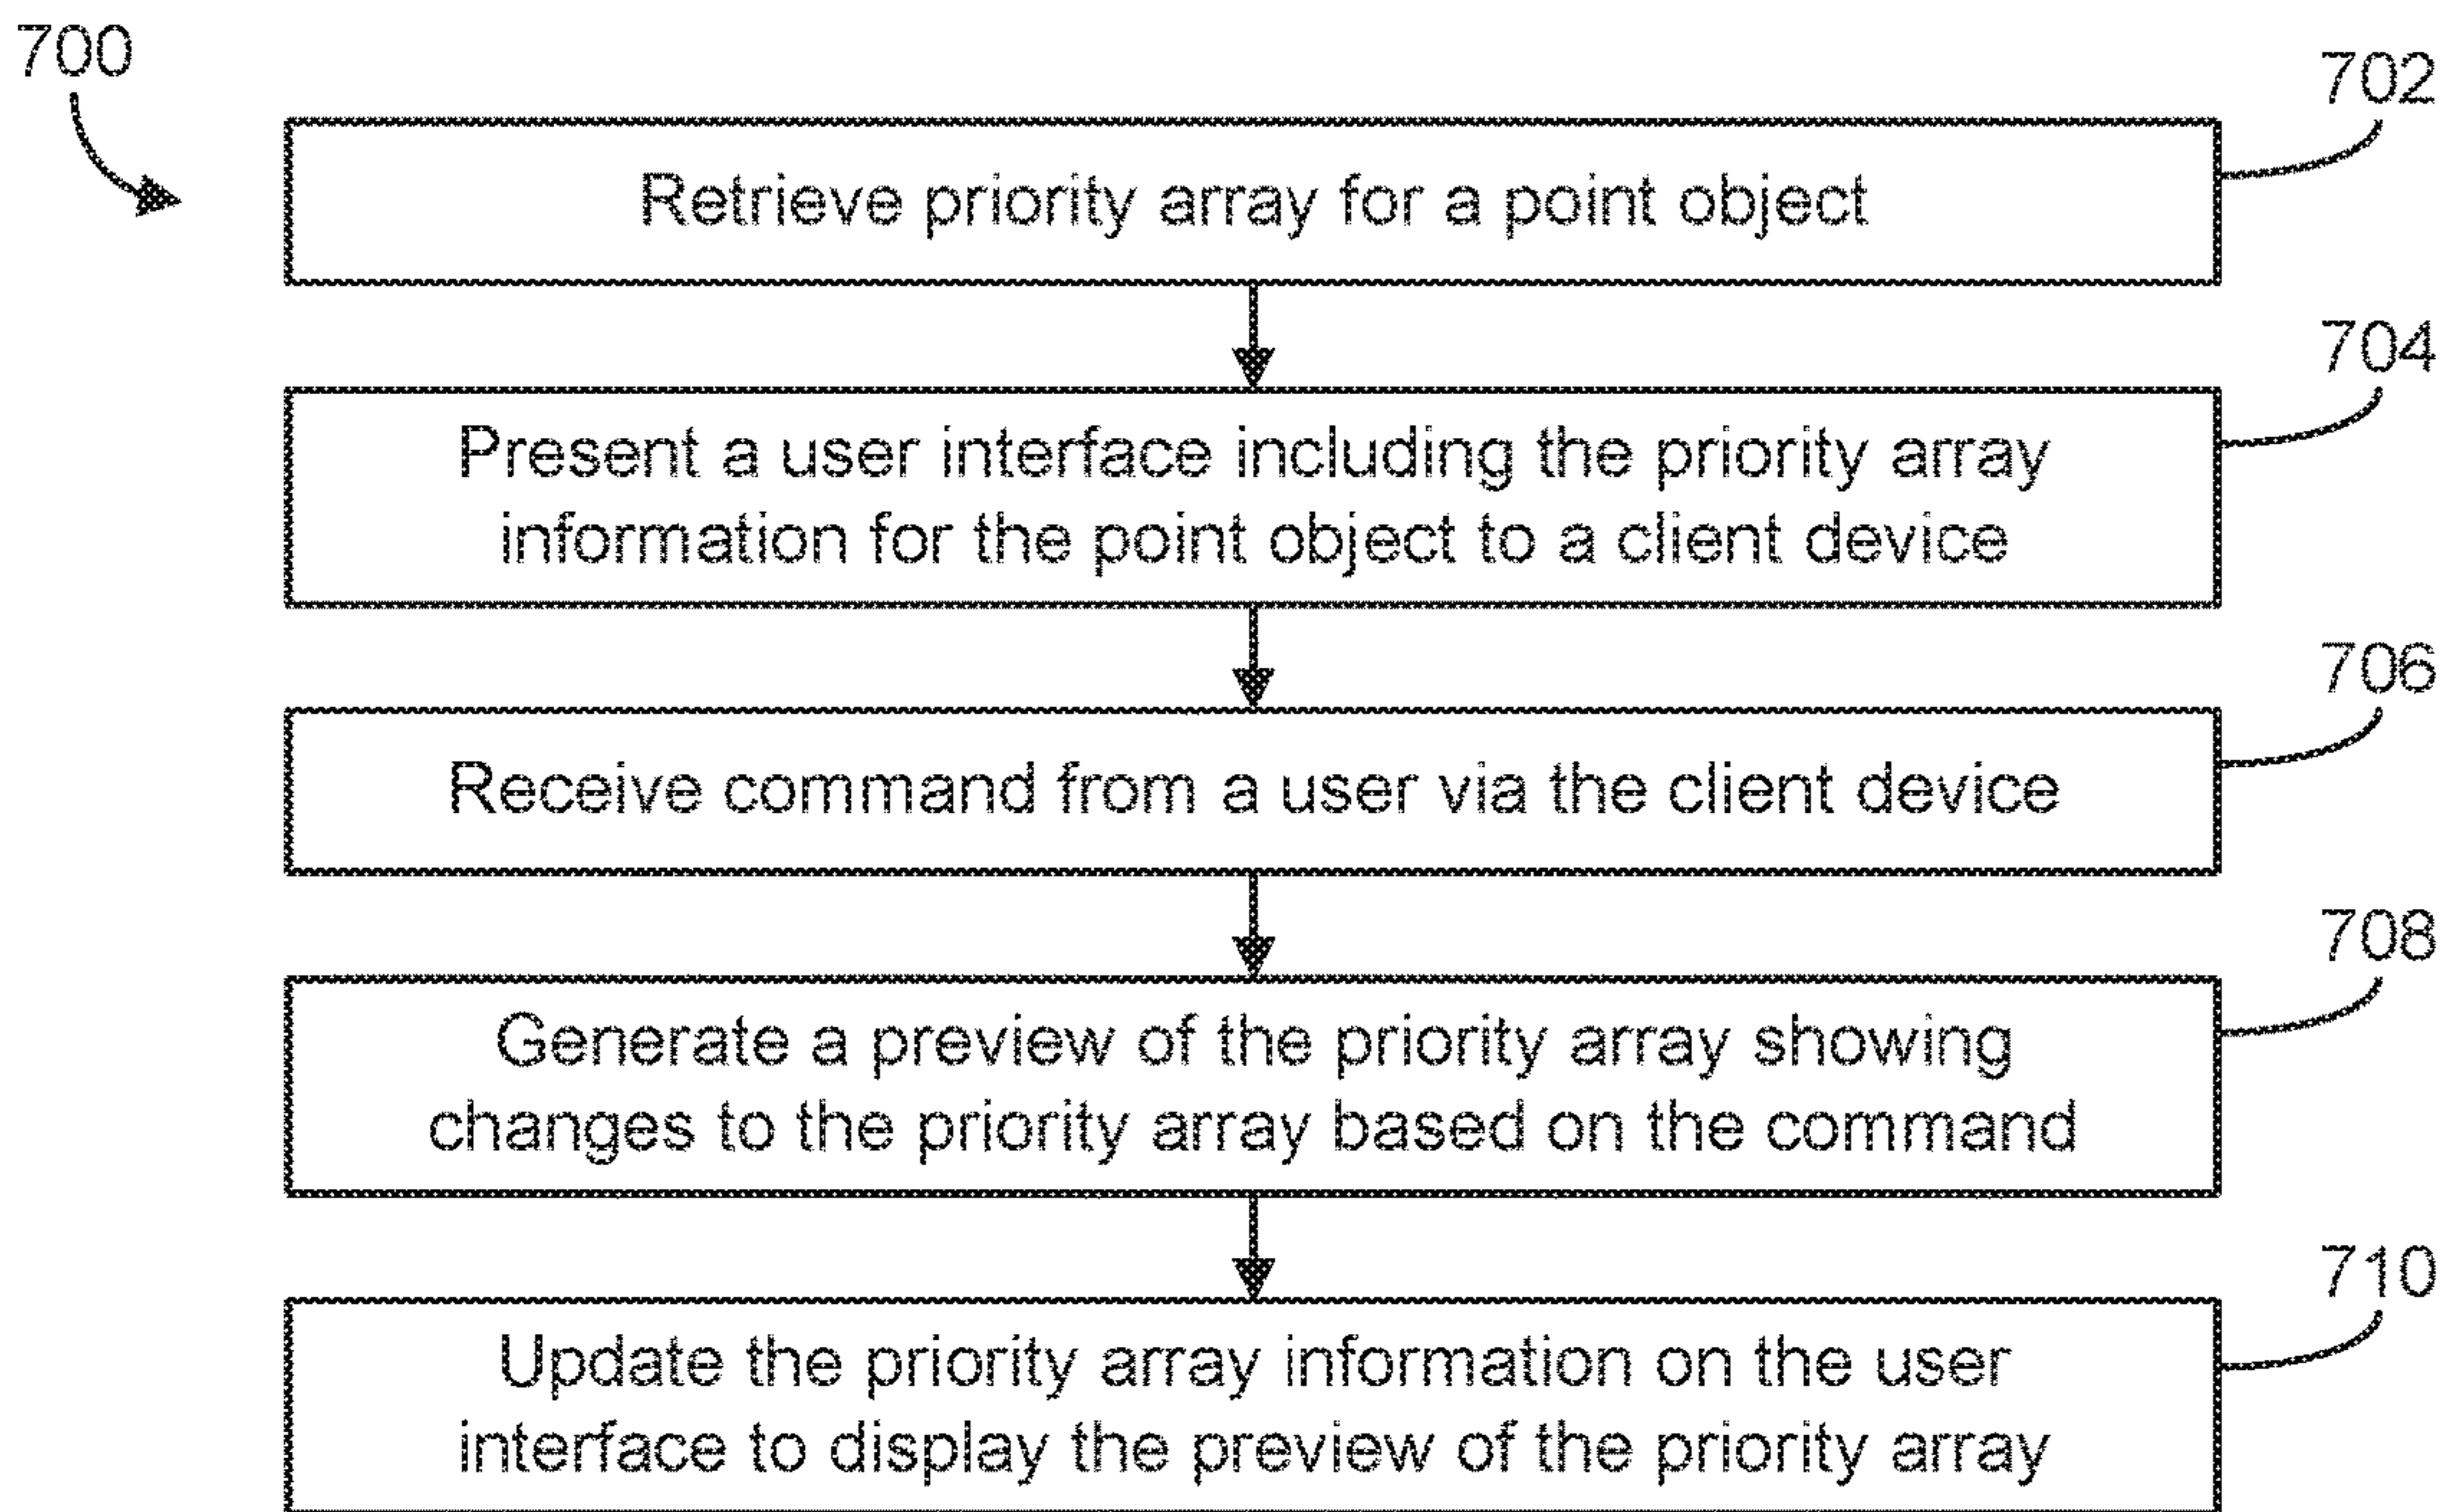 700
702
Retrieve priority array for a point object
704
Present a user interface including the priority array
information for the point object to a client device
706
Receive command from a user via the client device
708
Generate a preview of the priority array showing
changes to the priority array based on the command
710
Update the priority array information on the user
interface to display the preview of the priority array